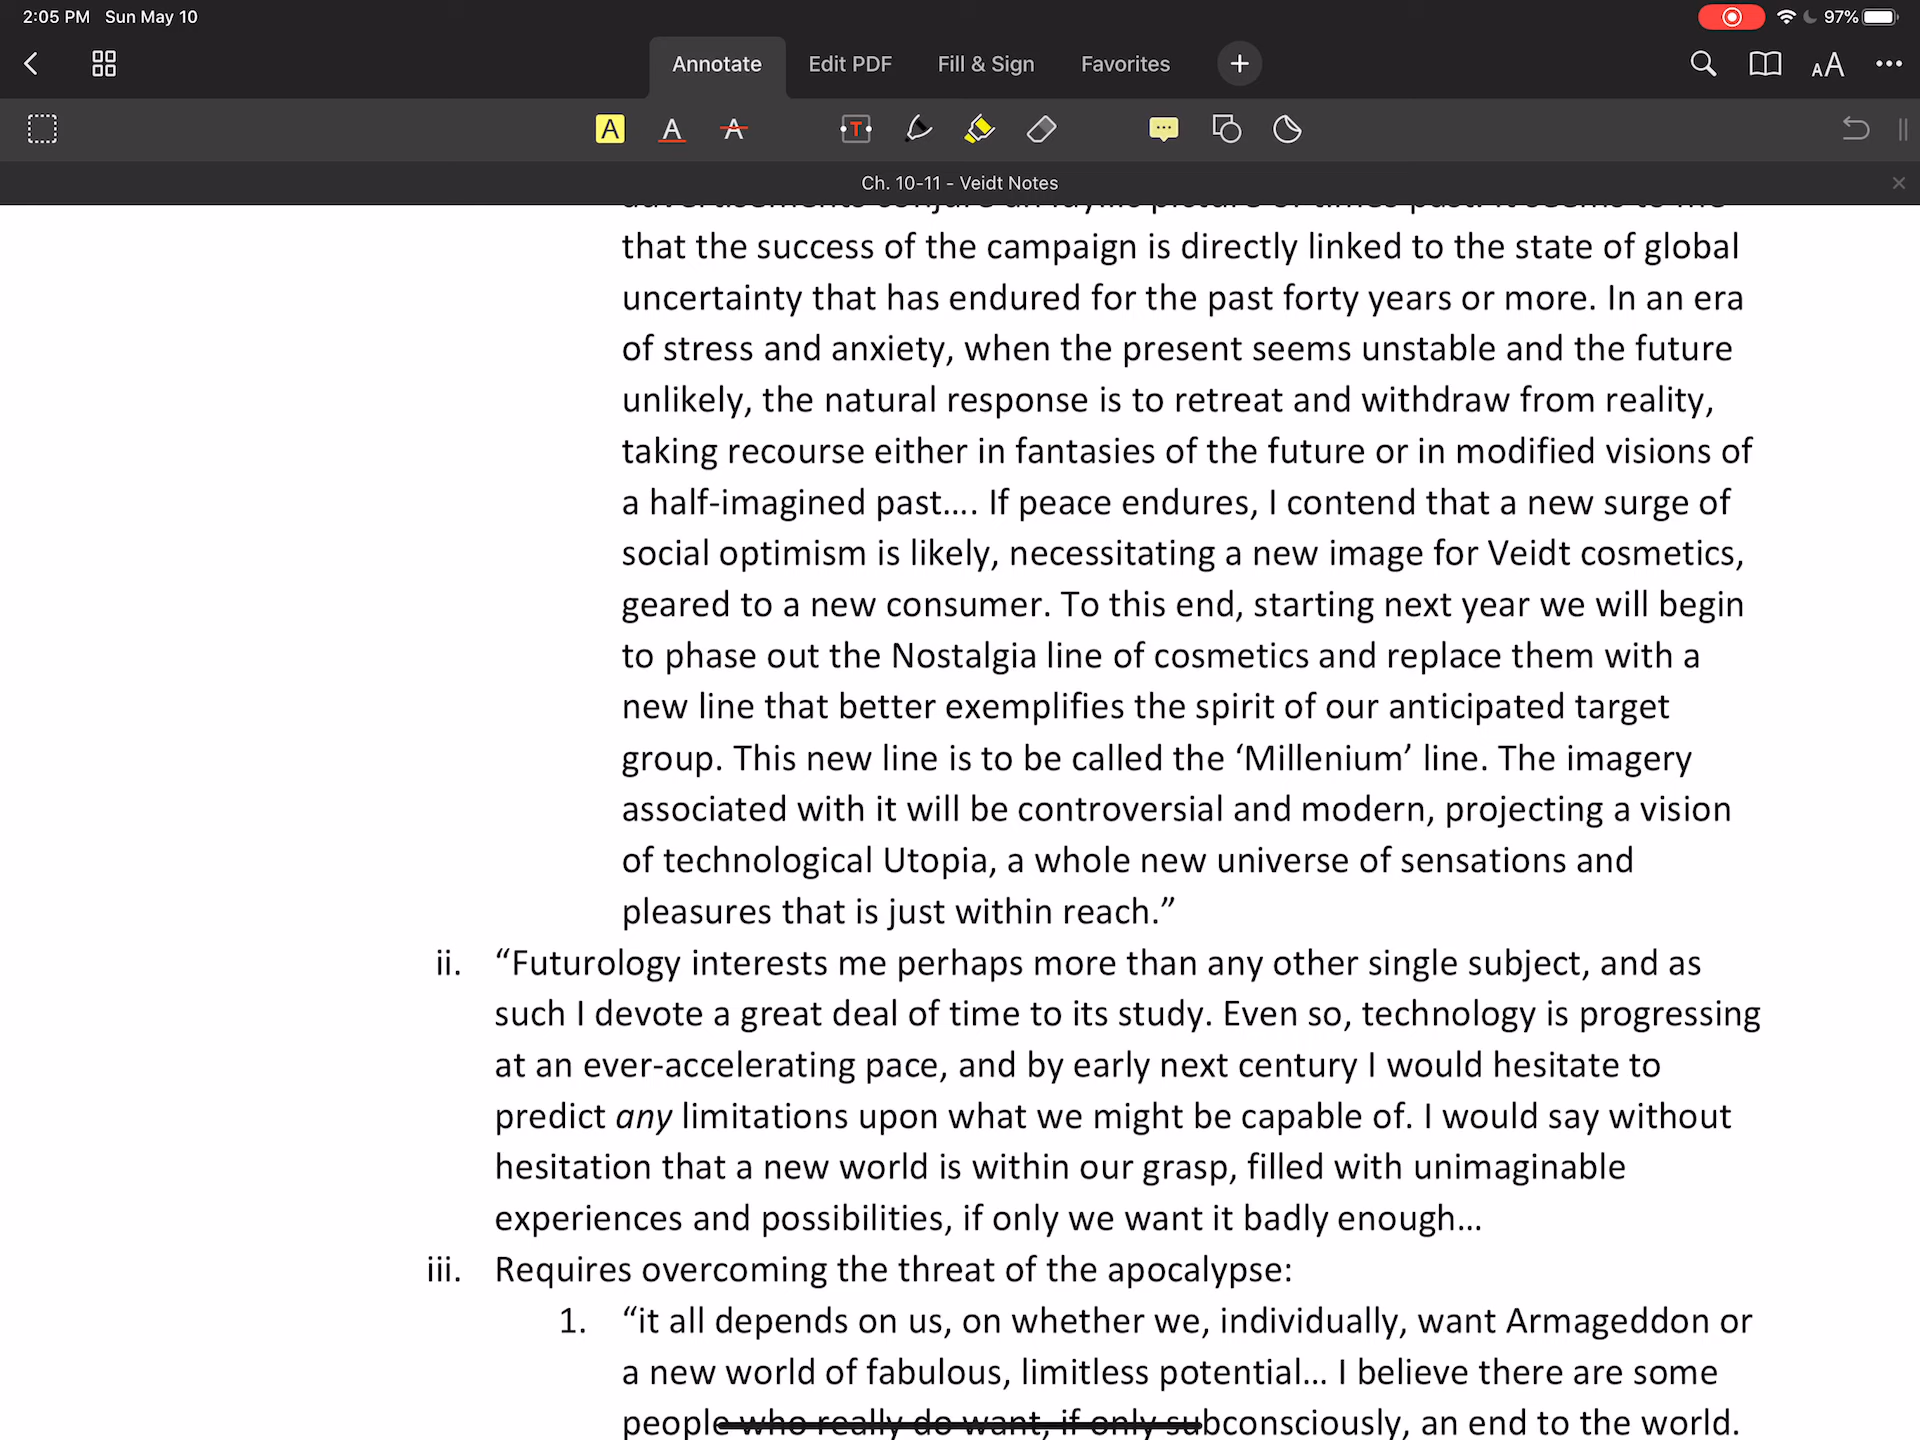 2:05 PM Sun May 10
97%
Annotate
Edit PDF
Fill & Sign
Favorites
AA
A
A
A
T
Ch. 10-11 - Veidt Notes
that the success of the campaign is directly linked to the state of global
uncertainty that has endured for the past forty years or more. In an era
of stress and anxiety, when the present seems unstable and the future
unlikely, the natural response is to retreat and withdraw from reality,
taking recourse either in fantasies of the future or in modified visions of
a half-imagined past.... If peace endures, I contend that a new surge of
social optimism is likely, necessitating a new image for Veidt cosmetics,
geared to a new consumer. To this end, starting next year we will begin
to phase out the Nostalgia line of cosmetics and replace them with a
new line that better exemplifies the spirit of our anticipated target
group. This new line is to be called the ‘Millenium’ line. The imagery
associated with it will be controversial and modern, projecting a vision
of technological Utopia, a whole new universe of sensations and
pleasures that is just within reach.”
ii. “Futurology interests me perhaps more than any other single subject, and as
such I devote a great deal of time to its study. Even so, technology is progressing
at an ever-accelerating pace, and by early next century I would hesitate to
predict any limitations upon what we might be capable of. I would say without
hesitation that a new world is within our grasp, filled with unimaginable
experiences and possibilities, if only we want it badly enough...
iii. Requires overcoming the threat of the apocalypse:
1. “it all depends on us, on whether we, individually, want Armageddon or
a new world of fabulous, limitless potential... I believe there are some
people who really do want, if only subconsciously, an end to the world.